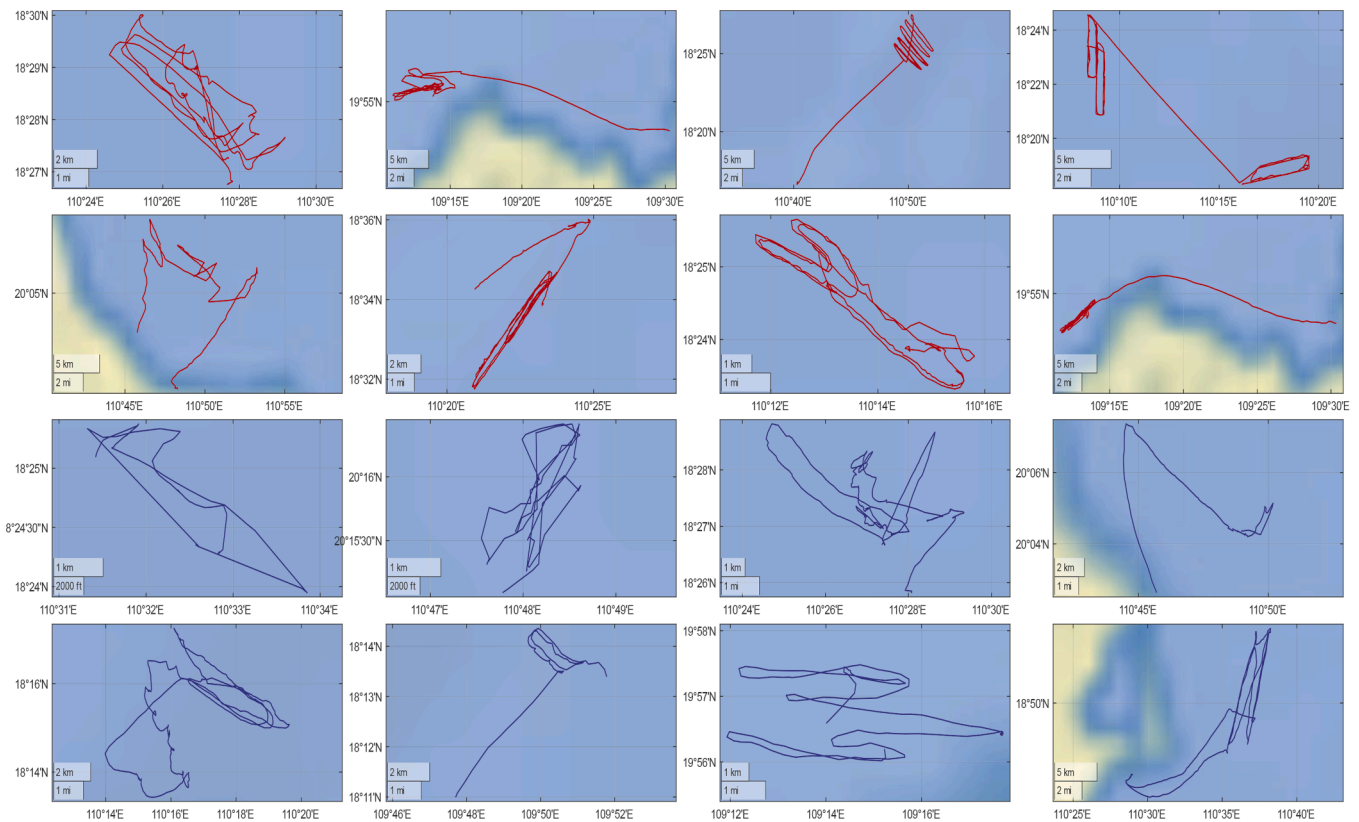 18°30'N
18°29'N
18°28'N
18°27'N
2 km
1 mi
110°24'E 110°26'E 110°28'E 110°30'E
19°55'N
5 km
2 mi
109°15'E 109°20'E 109°25'E 109°30'E
18°25'N
18°20'N
5 km
2 mi
110°40'E 110°50'E
18°24'N
18°22'N
18°20'N
5 km
2 mi
110°10'E 110°15'E 110°20'E
20°05'N
5 km
2 mi
110°45'E 110°50'E 110°55'E
18°36'N
18°34'N
18°32'N
2 km
1 mi
110°20'E 110°25'E
18°25'N
18°24'N
1 km
1 mi
110°12'E 110°14'E 110°16'E
19°55'N
5 km
2 mi
109°15'E 109°20'E 109°25'E 109°30'E
18°25'N
8°24'30"N
18°24'N
1 km
2000 ft
110°31'E 110°32'E 110°33'E 110°34'E
20°16'N
20°15'30"N
1 km
2000 ft
110°47'E 110°48'E 110°49'E
18°28'N
18°27'N
18°26'N
1 km
1 mi
110°24'E 110°26'E 110°28'E 110°30'E
20°06'N
20°04'N
2 km
1 mi
110°45'E 110°50'E
18°16'N
18°14'N
2 km
1 mi
110°14'E 110°16'E 110°18'E 110°20'E
18°14'N
18°13'N
18°12'N
18°11'N
2 km
1 mi
109°46'E 109°48'E 109°50'E 109°52'E
19°58'N
19°57'N
19°56'N
1 km
1 mi
109°12'E 109°14'E 109°16'E
18°50'N
5 km
2 mi
110°25'E 110°30'E 110°35'E 110°40'E